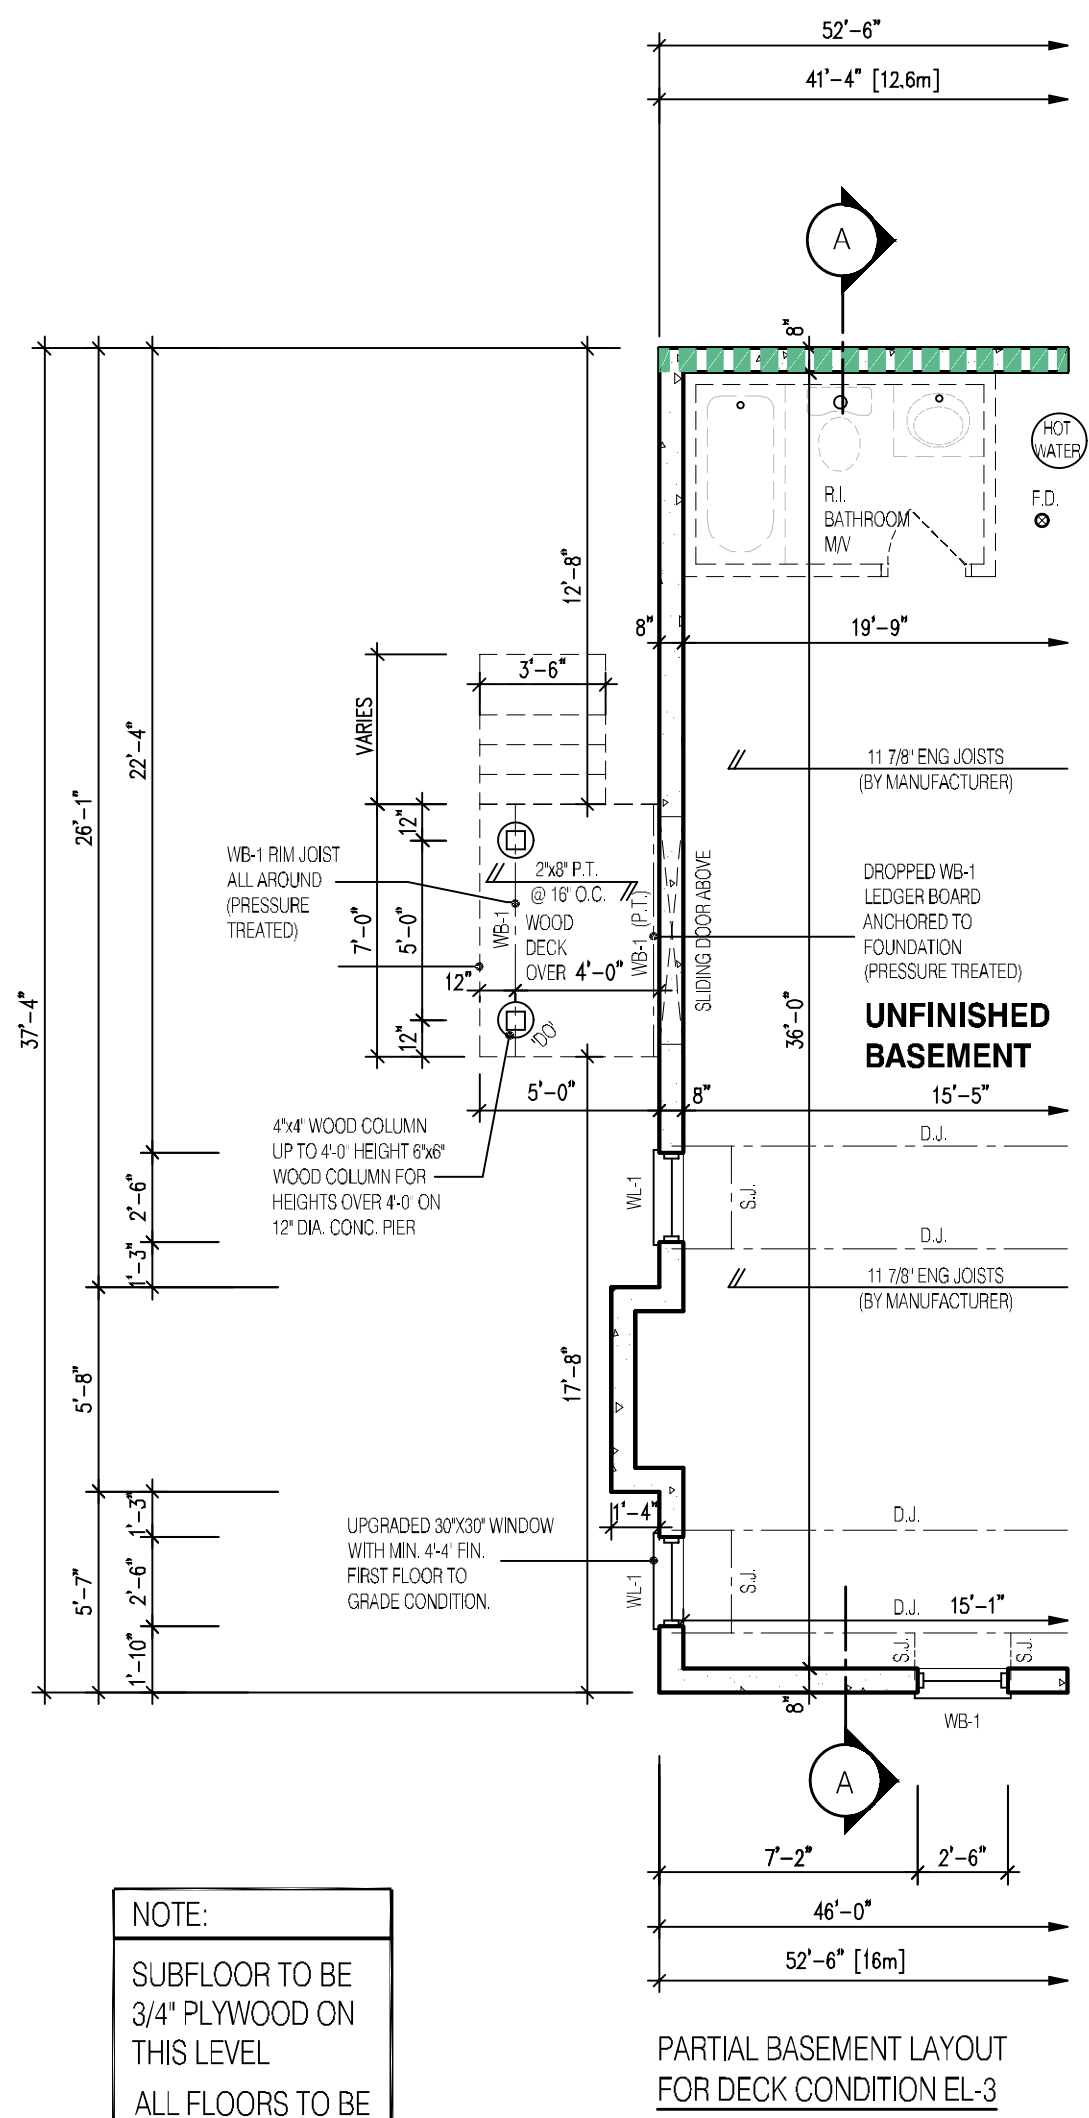 52'-6"
41'-4" [12.6m]
A
8"
HOT
WATER
F.D.
R.I.
BATHROOM
M/V
12'-8"
8"
19'-9"
3'-6"
VARIES
22'-4"
26'-1"
37'-4"
11 7/8" ENG JOISTS
(BY MANUFACTURER)
WB-1 RIM JOIST
ALL AROUND
(PRESSURE
TREATED)
12"
7'-0"
5'-0"
12"
2"x8" P.T.
@ 16" O.C.
WOOD
DECK
OVER
4'-0"
12"
WB-1
WB-1 (P.T.)
SLIDING DOOR ABOVE
'DO'
DROPPED WB-1
LEDGER BOARD
ANCHORED TO
FOUNDATION
(PRESSURE TREATED)
36'-0"
UNFINISHED
BASEMENT
5'-0"
8"
15'-5"
4"x4" WOOD COLUMN
UP TO 4'-0" HEIGHT 6"x6"
WOOD COLUMN FOR
HEIGHTS OVER 4'-0" ON
12" DIA. CONC. PIER
D.J.
WL-1
S.J.
D.J.
2'-6"
1'-3"
11 7/8" ENG JOISTS
(BY MANUFACTURER)
5'-8"
17'-8"
1'-3"
2'-6"
5'-7"
1'-10"
1'-4"
UPGRADED 30"X30" WINDOW
WITH MIN. 4'-4' FIN.
FIRST FLOOR TO
GRADE CONDITION.
D.J.
WL-1
S.J.
D.J.
15'-1"
S.J.
S.J.
8"
WB-1
A
7'-2"
2'-6"
46'-0"
52'-6" [16m]
NOTE:
SUBFLOOR TO BE
3/4" PLYWOOD ON
THIS LEVEL
ALL FLOORS TO BE
PARTIAL BASEMENT LAYOUT
FOR DECK CONDITION EL-3